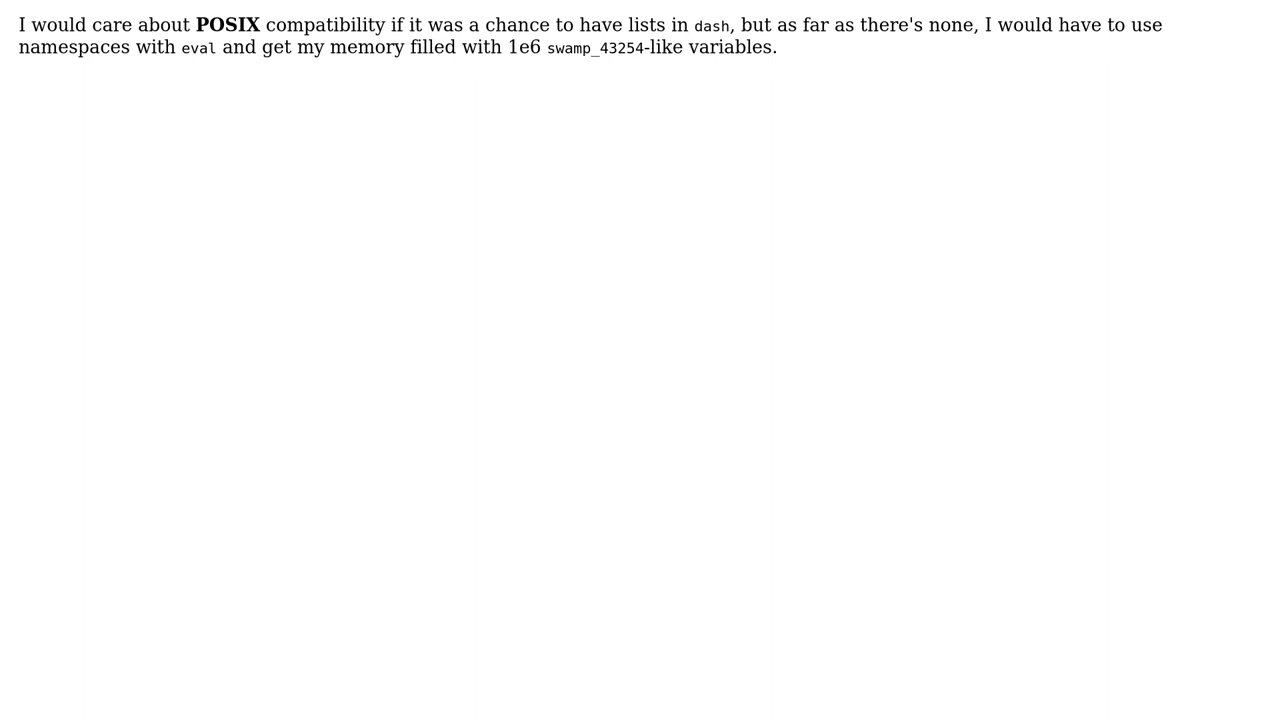 I would care about POSIX compatibility if it was a chance to have lists in dash, but as far as there's none, I would have to use
namespaces with eval and get my memory filled with 1e6 swamp_43254-like variables.